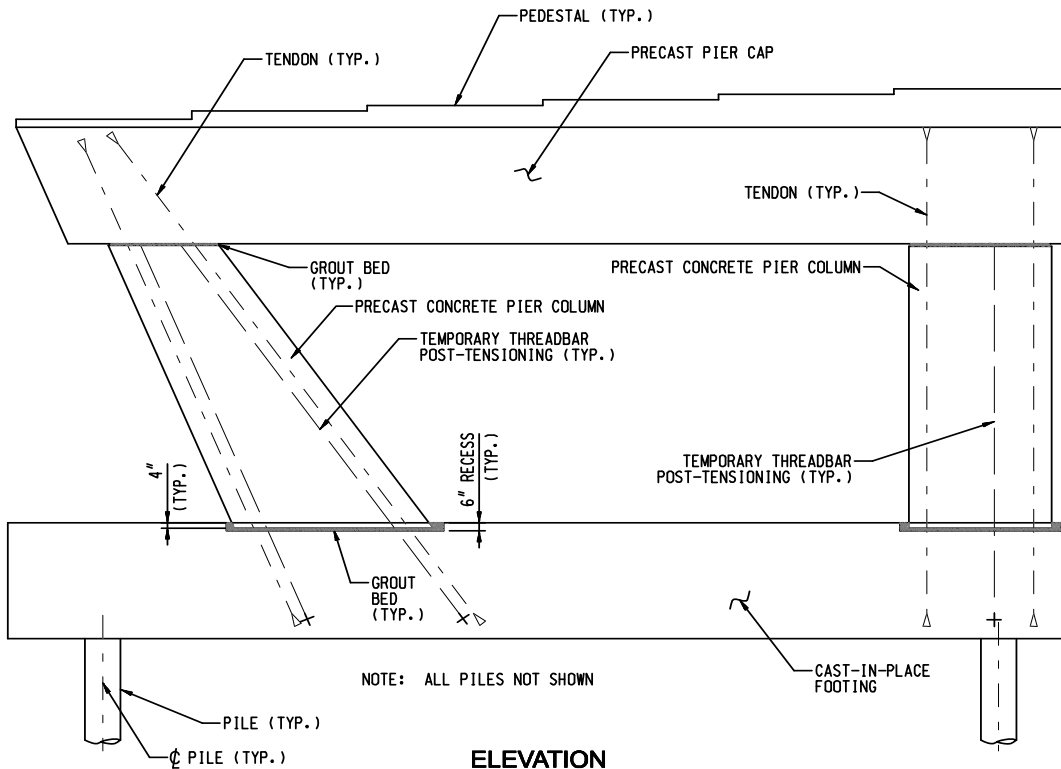 PEDESTAL (TYP.)
TENDON (TYP.)
PRECAST PIER CAP
TENDON (TYP.)
GROUT BED
(TYP.)
PRECAST CONCRETE PIER COLUMN
PRECAST CONCRETE PIER COLUMN
TEMPORARY THREADBAR
POST-TENSIONING (TYP.)
4"
(TYP.)
6" RECESS
(TYP.)
TEMPORARY THREADBAR
POST-TENSIONING (TYP.)
GROUT
BED
(TYP.)
NOTE: ALL PILES NOT SHOWN
CAST-IN-PLACE
FOOTING
PILE (TYP.)
℄ PILE (TYP.)
ELEVATION